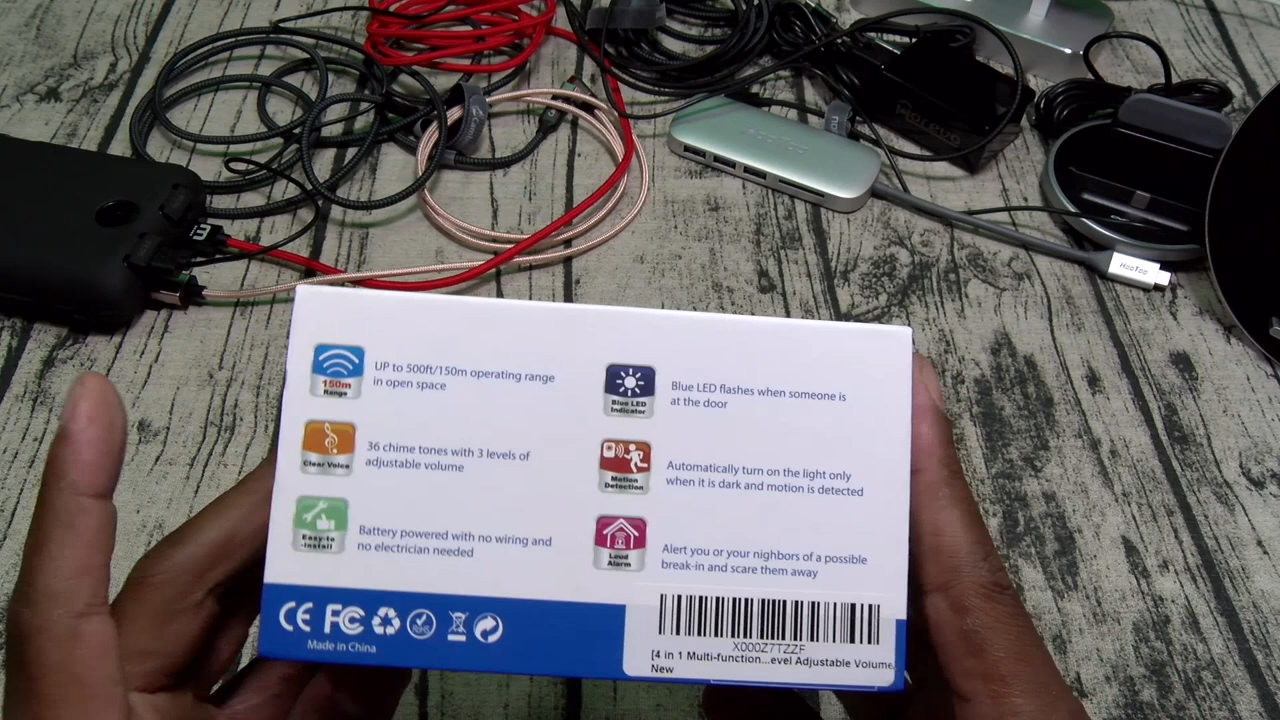 HooToo
HooToo
150m
Range
UP to 500ft/150m operating range
in open space
Clear Voice
36 chime tones with 3 levels of
adjustable volume
Easy-to
-install
Battery powered with no wiring and
no electrician needed
Blue LED
Indicator
Blue LED flashes when someone is
at the door
Motion
Detection
Automatically turn on the light only
when it is dark and motion is detected
Loud
Alarm
Alert you or your nighbors of a possible
break-in and scare them away
CE FC RoHS
Made in China
X000Z7TZZF
[4 in 1 Multi-function...evel Adjustable Volume
New